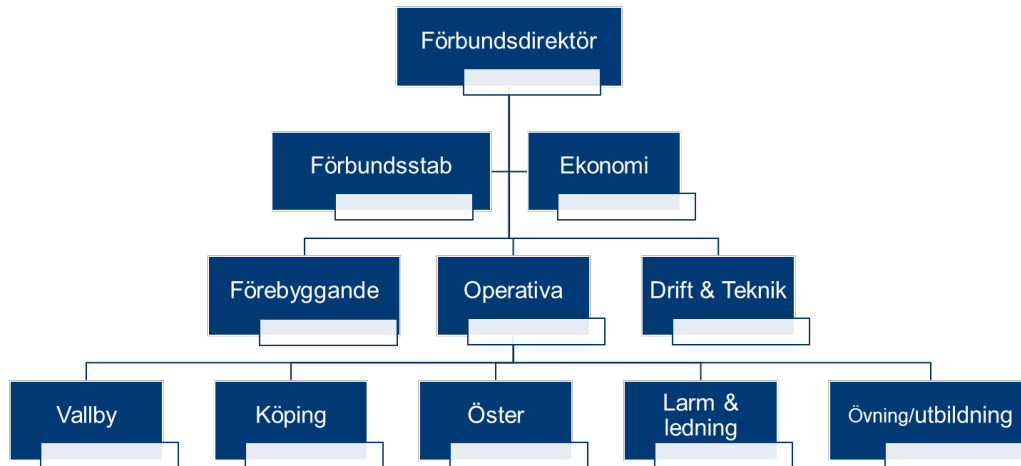 Förbundsdirektör
Förbundsstab
Ekonomi
Förebyggande
Operativa
Drift & Teknik
Vallby
Köping
Öster
Larm &
ledning
Övning/utbildning